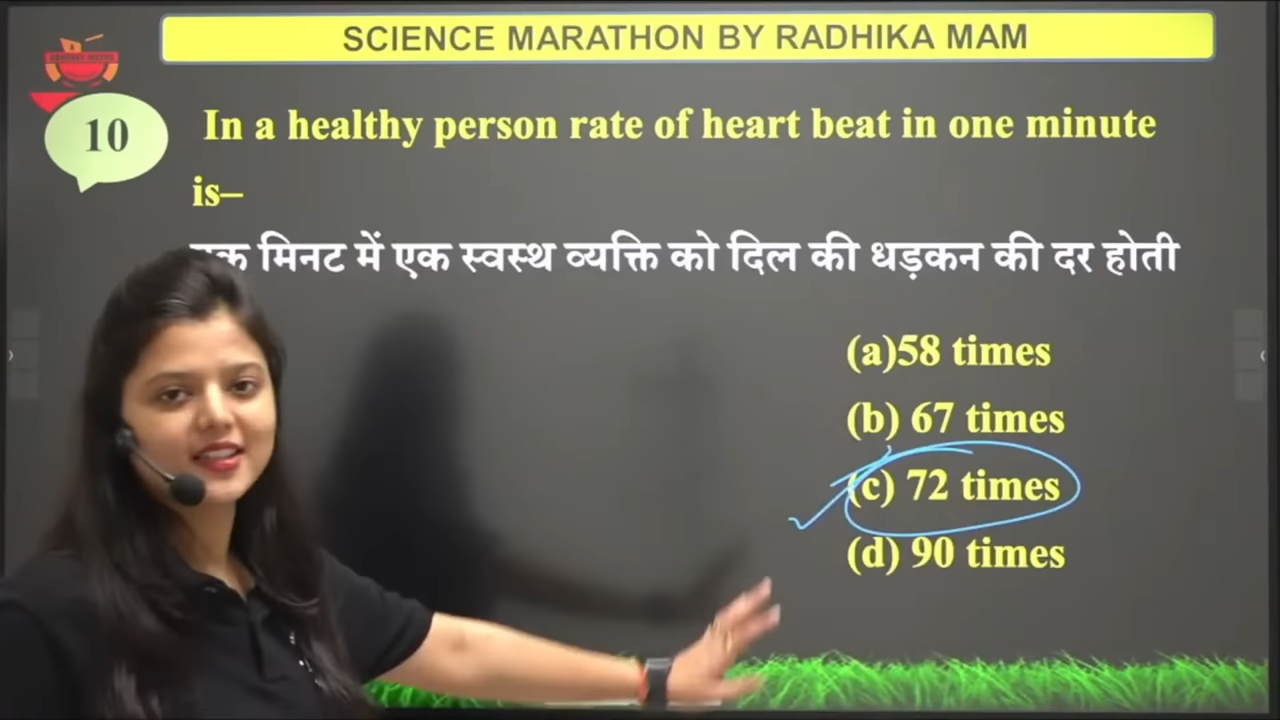 SCIENCE MARATHON BY RADHIKA MAM
10
In a healthy person rate of heart beat in one minute
is–
मिनट में एक स्वस्थ व्यक्ति को दिल की धड़कन की दर होती
(a)58 times
(b) 67 times
(c) 72 times
(d) 90 times